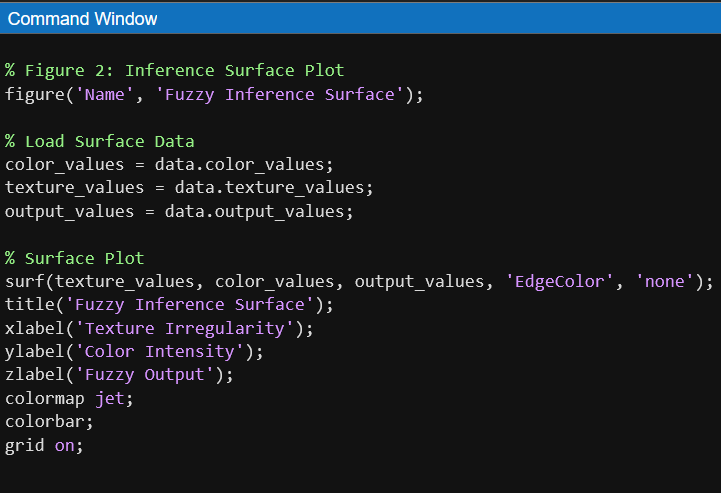 Command Window
% Figure 2: Inference Surface Plot
figure('Name', 'Fuzzy Inference Surface');
% Load Surface Data
color_values = data.color_values;
texture_values = data.texture_values;
output_values = data.output_values;
% Surface Plot
surf(texture_values, color_values, output_values, 'EdgeColor', 'none');
title('Fuzzy Inference Surface');
xlabel('Texture Irregularity');
ylabel('Color Intensity');
zlabel('Fuzzy Output');
colormap jet;
colorbar;
grid on;